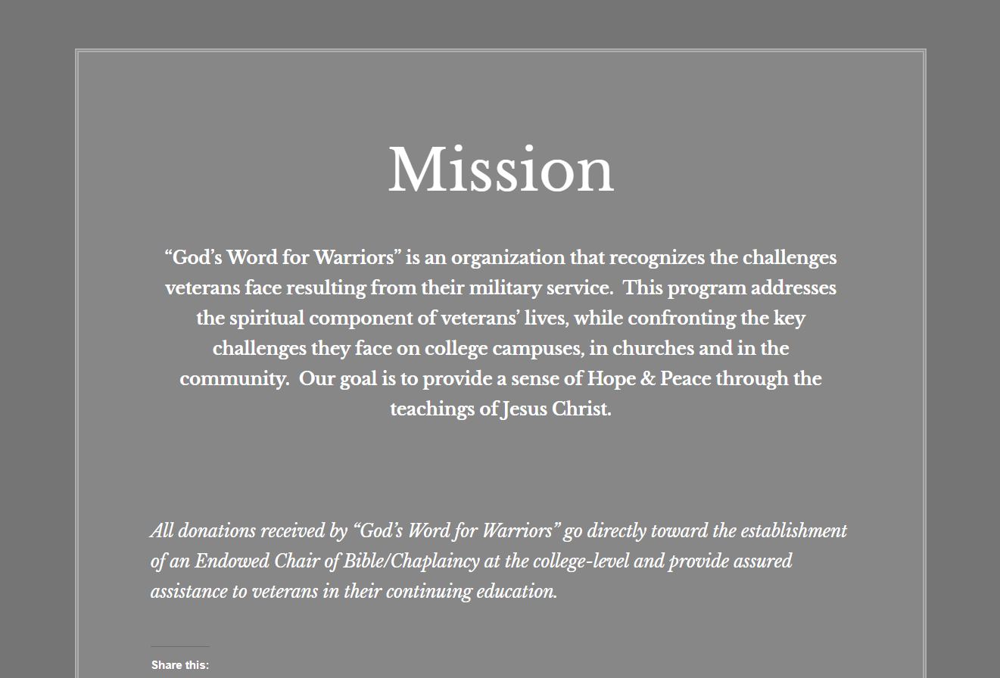 Mission
“God’s Word for Warriors” is an organization that recognizes the challenges
veterans face resulting from their military service.  This program addresses
the spiritual component of veterans’ lives, while confronting the key
challenges they face on college campuses, in churches and in the
community.  Our goal is to provide a sense of Hope & Peace through the
teachings of Jesus Christ.
All donations received by “God’s Word for Warriors” go directly toward the establishment
of an Endowed Chair of Bible/Chaplaincy at the college-level and provide assured
assistance to veterans in their continuing education.
Share this: